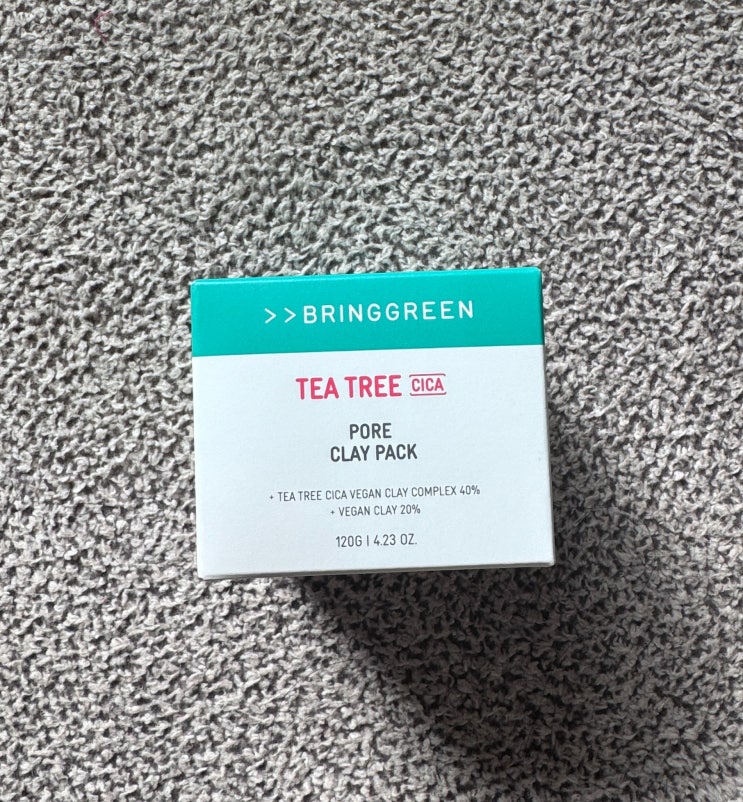 >>BRINGGREEN
TEA TREE CICA
PORE
CLAY PACK
+ TEA TREE CICA VEGAN CLAY COMPLEX 40%
+ VEGAN CLAY 20%
120G | 4.23 OZ.